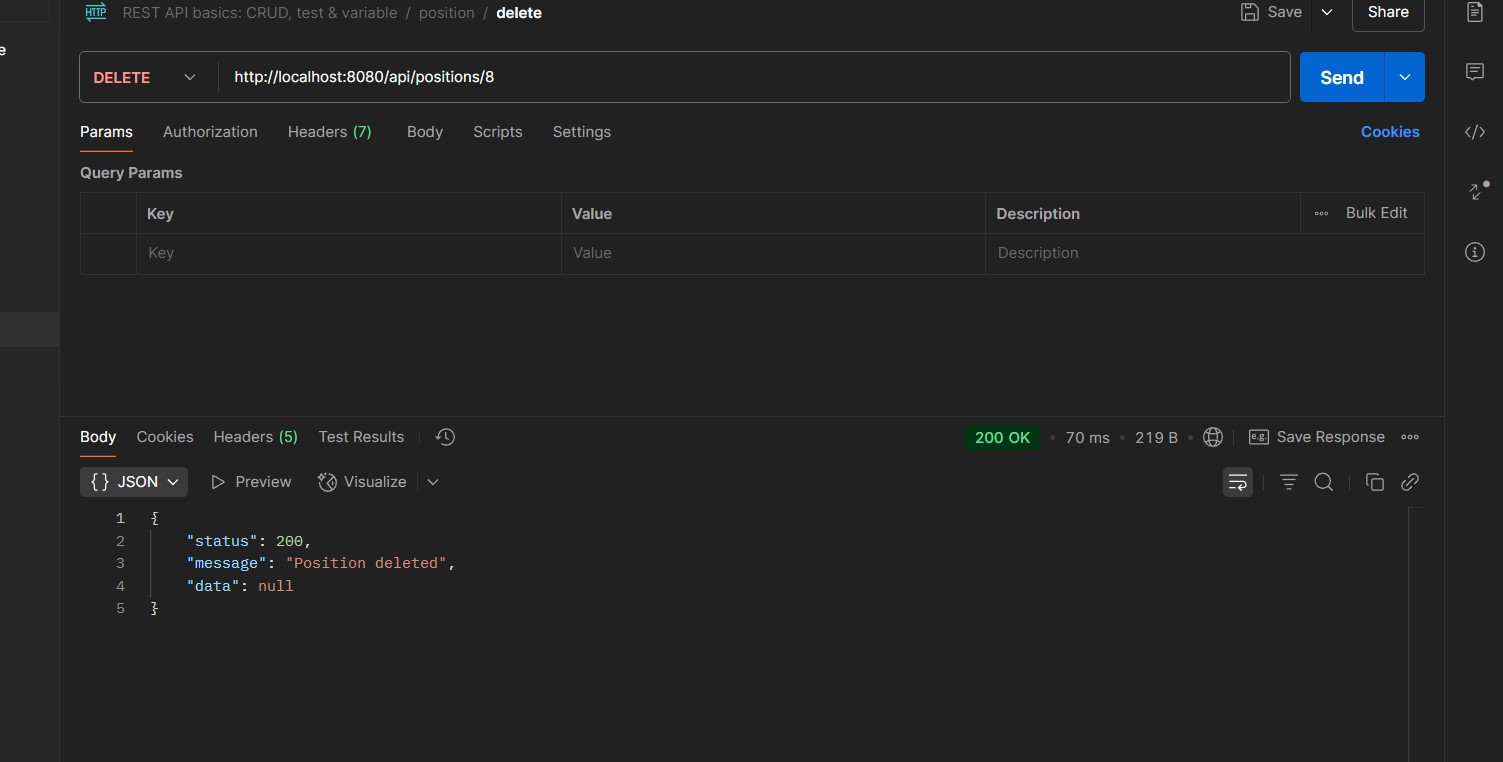 HTTP REST API basics: CRUD, test & variable / position / delete Save Share
e
DELETE http://localhost:8080/api/positions/8 Send
Params Authorization Headers (7) Body Scripts Settings Cookies
Query Params
Key Value Description Bulk Edit
Key Value Description
Body Cookies Headers (5) Test Results 200 OK • 70 ms • 219 B • e.g. Save Response
{} JSON Preview Visualize
1 {
2 "status": 200,
3 "message": "Position deleted",
4 "data": null
5 }